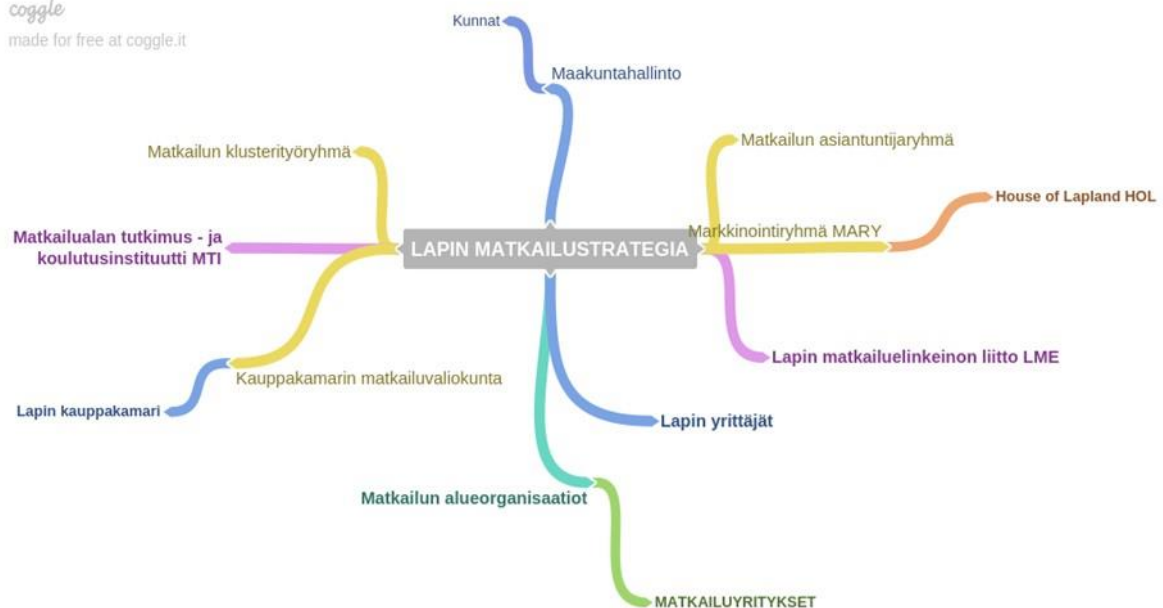 coggle
made for free at coggle.it
Kunnat
Maakuntahallinto
Matkailun klusterityöryhmä
Matkailun asiantuntijaryhmä
House of Lapland HOL
Matkailualan tutkimus - ja
koulutusinstituutti MTI
LAPIN MATKAILUSTRATEGIA
Markkinointiryhmä MARY
Lapin matkailuelinkeinon liitto LME
Kauppakamarin matkailuvaliokunta
Lapin kauppakamari
Lapin yrittäjät
Matkailun alueorganisaatiot
MATKAILUYRITYKSET